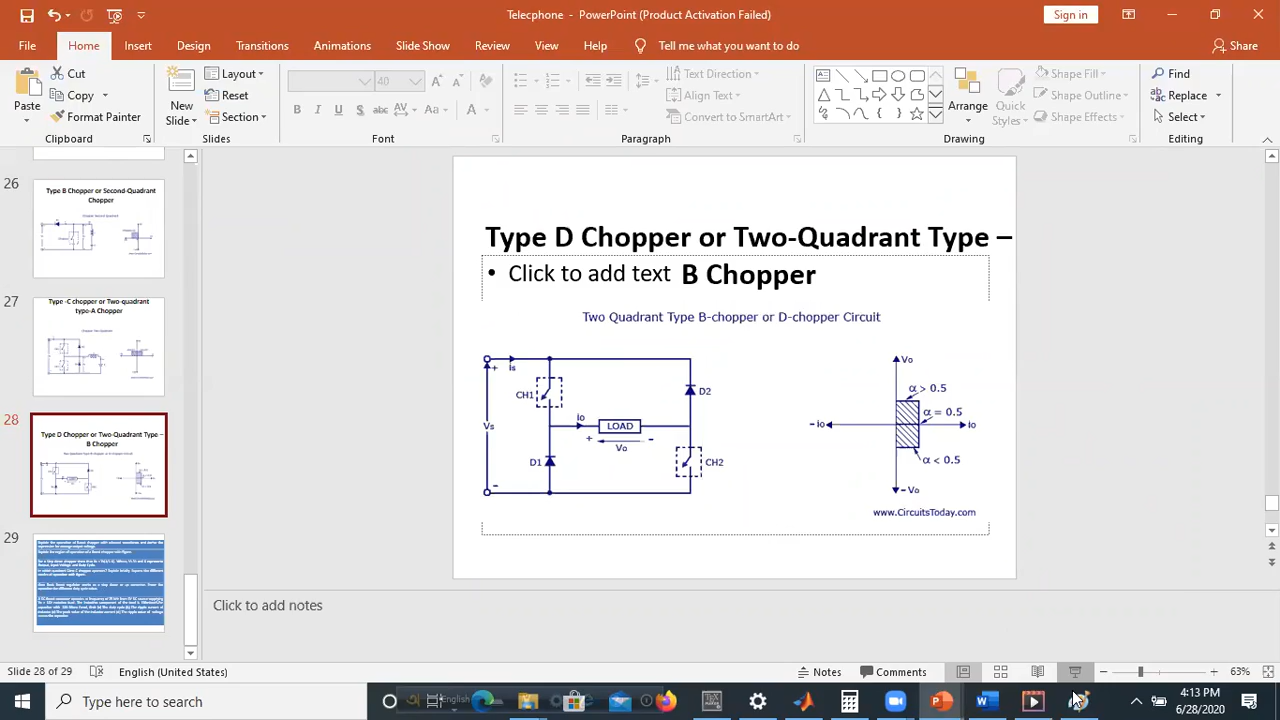 Telecphone - PowerPoint (Product Activation Failed)
Sign in
File Home Insert Design Transitions Animations Slide Show Review View Help Tell me what you want to do Share
Paste
Cut
Copy
Format Painter
Clipboard
New Slide
Layout
Reset
Section
Slides
40
B I U S abc AV Aa A
Font
Text Direction
Align Text
Convert to SmartArt
Paragraph
Arrange
Quick Styles
Shape Fill
Shape Outline
Shape Effects
Drawing
Find
Replace
Select
Editing
26
Type B Chopper or Second-Quadrant
Chopper
27
Type -C chopper or Two-quadrant
type-A Chopper
28
Type D Chopper or Two-Quadrant Type –
B Chopper
29
Type D Chopper or Two-Quadrant Type –
• Click to add text B Chopper
Two Quadrant Type B-chopper or D-chopper Circuit
+ is
CH1
D2
Vs
io
LOAD
+ -
Vo
D1
CH2
-
Vo
α > 0.5
α = 0.5
- io
io
α < 0.5
- Vo
www.CircuitsToday.com
Click to add notes
Slide 28 of 29 English (United States) Notes Comments 63%
Type here to search
English
4:13 PM
6/28/2020